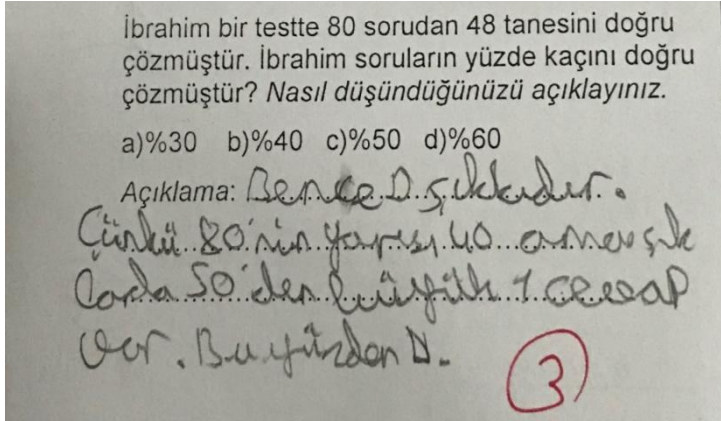 İbrahim bir testte 80 sorudan 48 tanesini doğru
çözmüştür. İbrahim soruların yüzde kaçını doğru
çözmüştür? Nasıl düşündüğünüzü açıklayınız.
a)%30 b)%40 c)%50 d)%60
Açıklama: Bence D şıkkıdır.
Çünkü 80'nin yarısı 40 ama şık
larda 50'den büyük 1 cevap
var. Bu yüzden D.
3